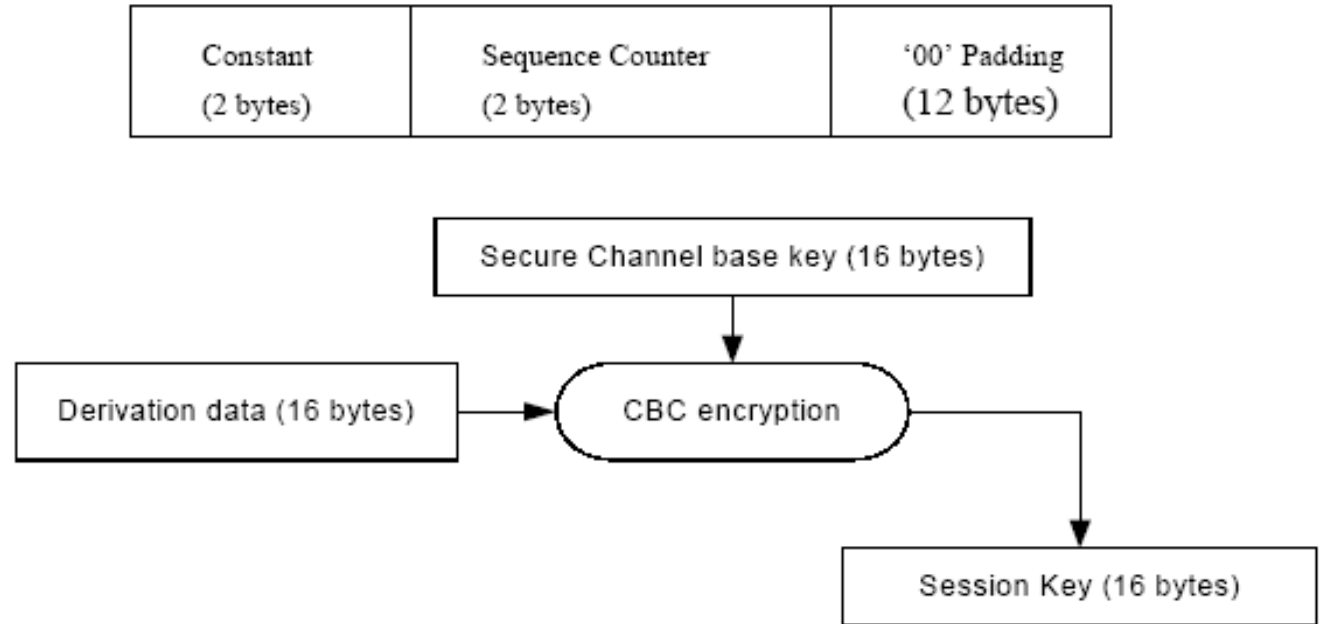 Constant
(2 bytes)
Sequence Counter
(2 bytes)
‘00’ Padding
(12 bytes)
Secure Channel base key (16 bytes)
Derivation data (16 bytes)
CBC encryption
Session Key (16 bytes)